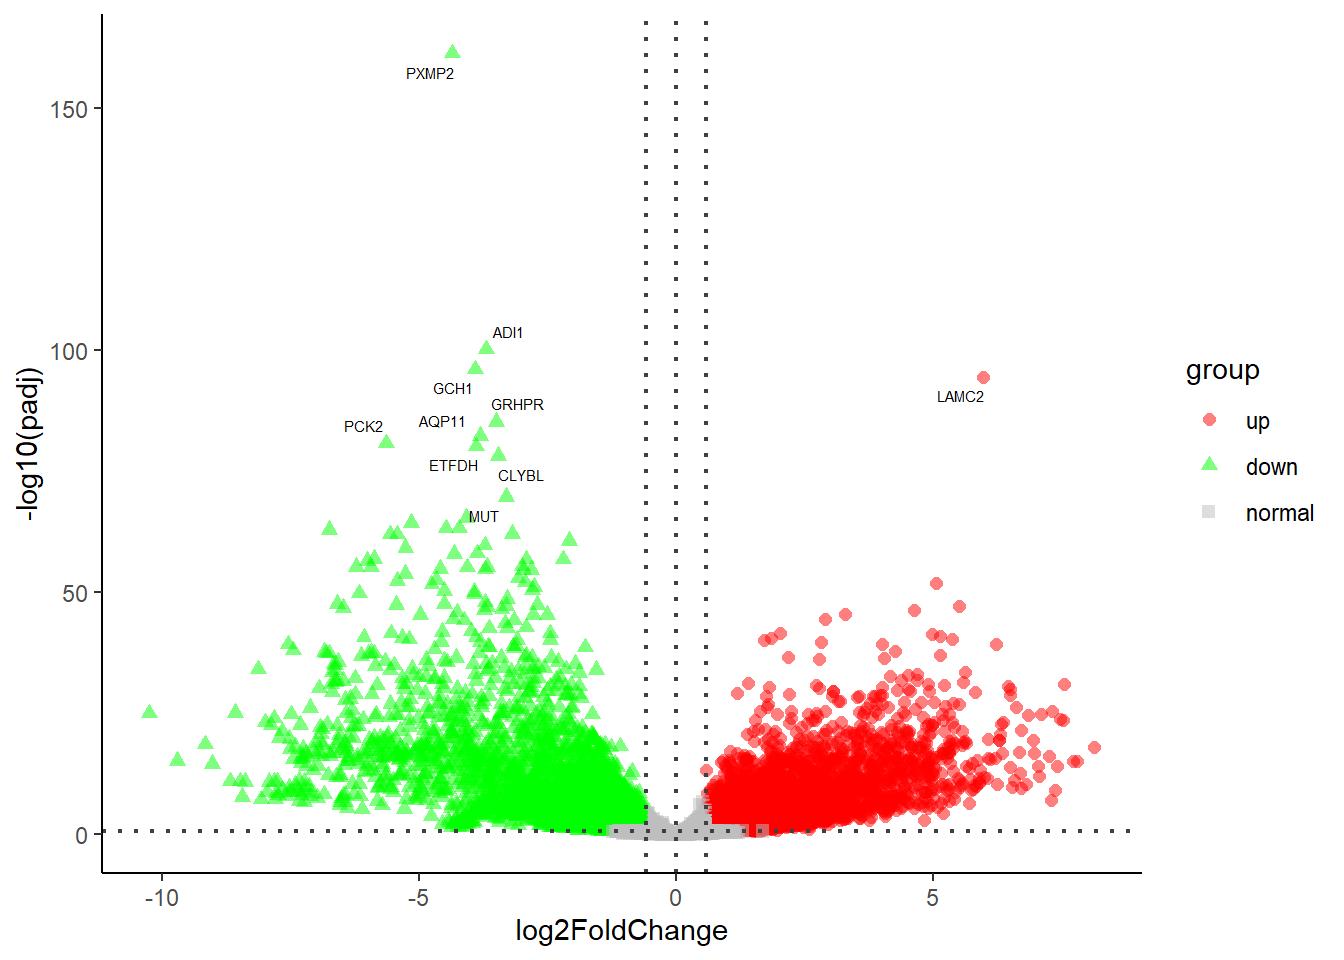 PXMP2
150
ADI1
100
GCH1
LAMC2
GRHPR
AQP11
PCK2
ETFDH
CLYBL
MUT
50
0
-10
-5
0
5
log2FoldChange
-log10(padj)
group
up
down
normal